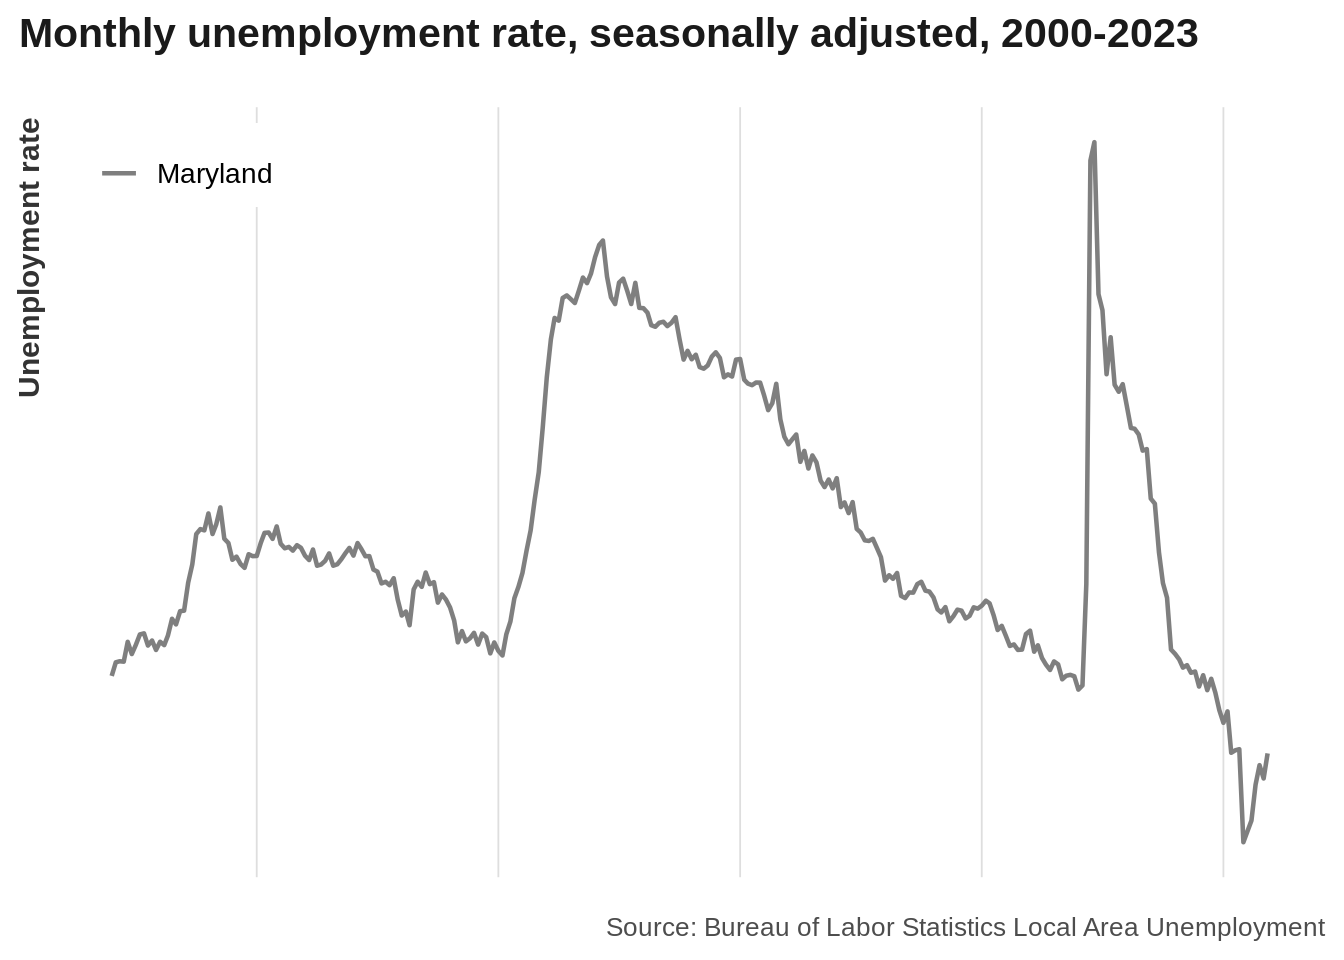 Monthly unemployment rate, seasonally adjusted, 2000-2023
Unemployment rate
Maryland
Source: Bureau of Labor Statistics Local Area Unemployment